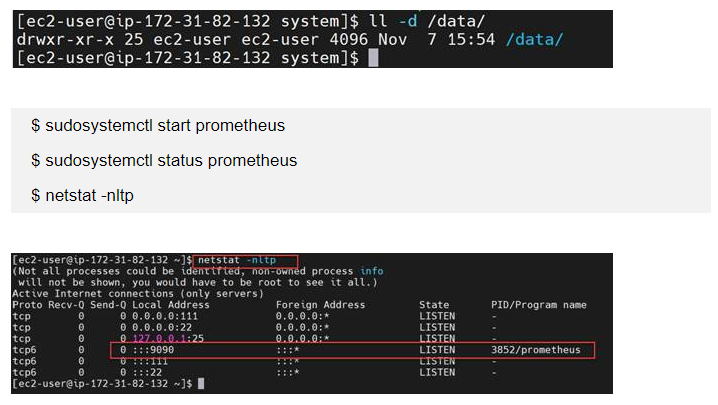 [ec2-user@ip-172-31-82-132 system]$ ll -d /data/
drwxr-xr-x 25 ec2-user ec2-user 4096 Nov  7 15:54 /data/
[ec2-user@ip-172-31-82-132 system]$
$ sudosystemctl start prometheus
$ sudosystemctl status prometheus
$ netstat -nltp
[ec2-user@ip-172-31-82-132 ~]$ netstat -nltp
(Not all processes could be identified, non-owned process info
 will not be shown, you would have to be root to see it all.)
Active Internet connections (only servers)
Proto Recv-Q Send-Q Local Address           Foreign Address         State       PID/Program name
tcp        0      0 0.0.0.0:111             0.0.0.0:*               LISTEN      -
tcp        0      0 0.0.0.0:22              0.0.0.0:*               LISTEN      -
tcp        0      0 127.0.0.1:25            0.0.0.0:*               LISTEN      -
tcp6       0      0 :::9090                 :::*                    LISTEN      3852/prometheus
tcp6       0      0 :::111                  :::*                    LISTEN      -
tcp6       0      0 :::22                   :::*                    LISTEN      -
[ec2-user@ip-172-31-82-132 ~]$